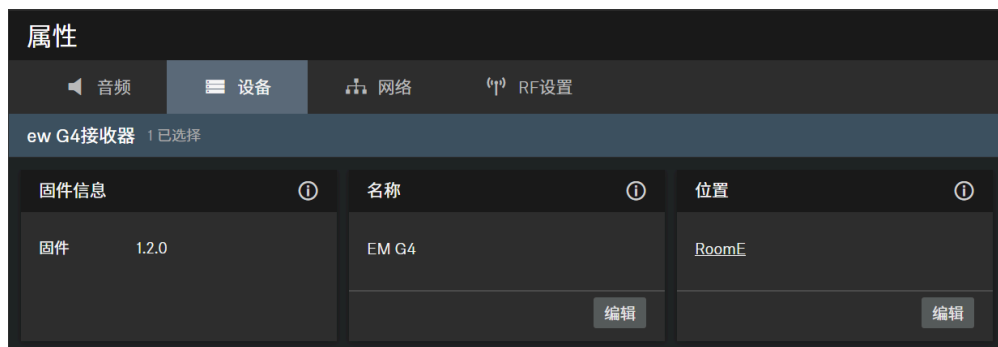 属性
音频 设备 网络 RF设置
ew G4接收器 1 已选择
固件信息 名称 位置
固件 1.2.0 EM G4 RoomE
编辑 编辑